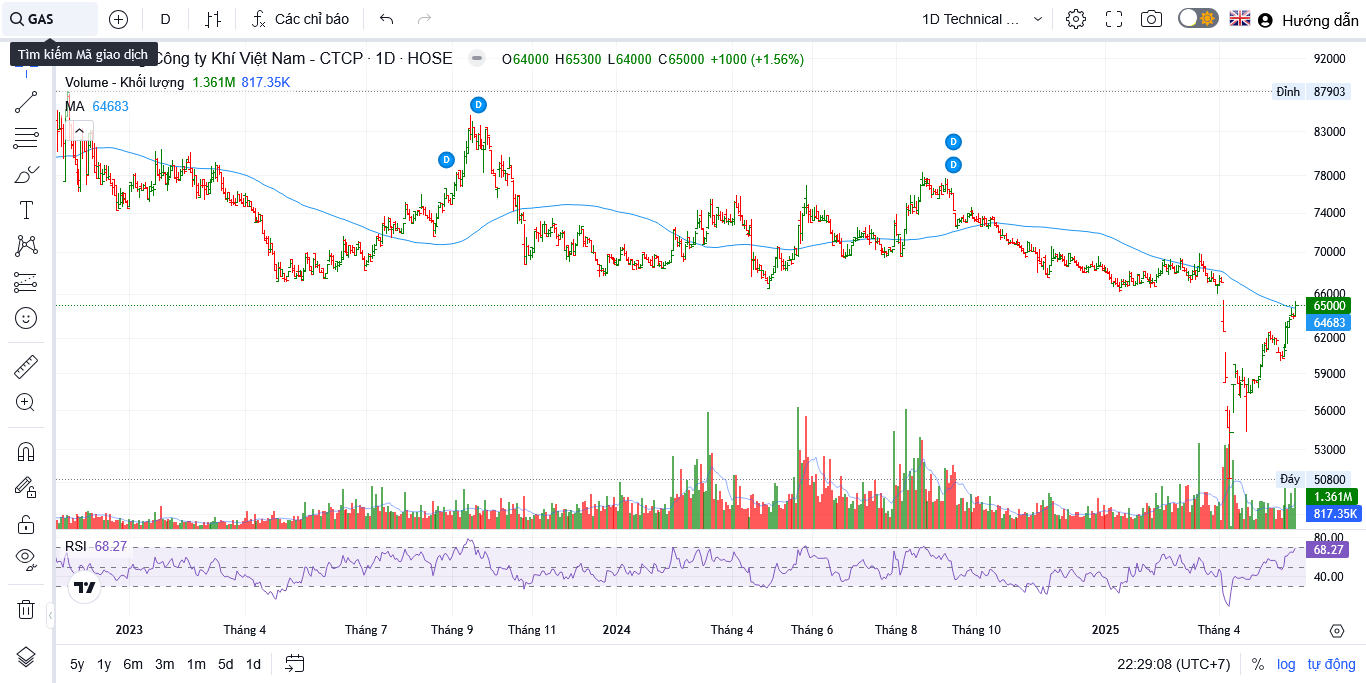 GAS D Các chỉ báo 1D Technical ... Hướng dẫn
Tìm kiếm Mã giao dịch
Công ty Khí Việt Nam - CTCP · 1D · HOSE O64000 H65300 L64000 C65000 +1000 (+1.56%)
Volume - Khối lượng 1.361M 817.35K
MA 64683
D
D
D
D
92000
Đỉnh 87903
83000
78000
74000
70000
66000
65000
64683
62000
59000
56000
53000
Đáy 50800
1.361M
817.35K
RSI 68.27
80.00
68.27
40.00
2023 Tháng 4 Tháng 7 Tháng 9 Tháng 11 2024 Tháng 4 Tháng 6 Tháng 8 Tháng 10 2025 Tháng 4
5y 1y 6m 3m 1m 5d 1d 22:29:08 (UTC+7) % log tự động